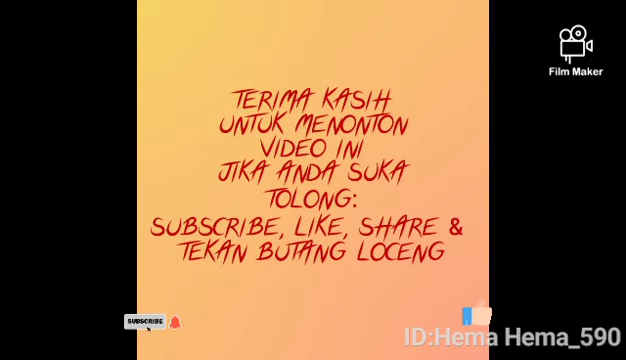 Film Maker
TERIMA KASIH
UNTUK MENONTON
VIDEO INI
JIKA ANDA SUKA
TOLONG:
SUBSCRIBE, LIKE, SHARE &
TEKAN BUTANG LOCENG
SUBSCRIBE
ID:Hema Hema_590